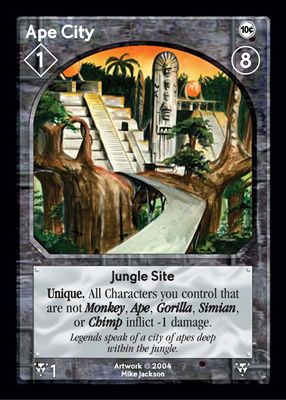 Ape City
10¢
1
8
Jungle Site
Unique. All Characters you control that
are not Monkey, Ape, Gorilla, Simian,
or Chimp inflict -1 damage.
Legends speak of a city of apes deep
within the jungle.
1
Artwork © 2004
Mike Jackson